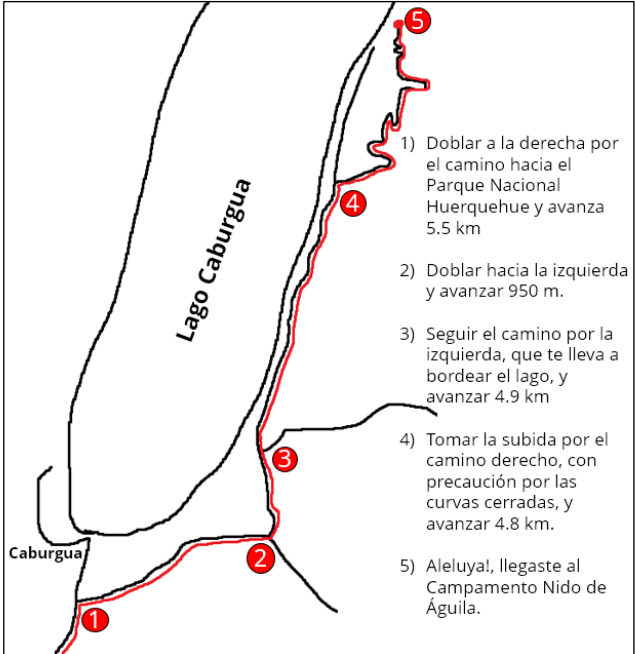 5
1) Doblar a la derecha por
el camino hacia el
Parque Nacional
Huerquehue y avanza
5.5 km
Lago Caburgua
4
2) Doblar hacia la izquierda
y avanzar 950 m.
3) Seguir el camino por la
izquierda, que te lleva a
bordear el lago, y
avanzar 4.9 km
3
4) Tomar la subida por el
camino derecho, con
precaución por las
curvas cerradas, y
avanzar 4.8 km.
Caburgua
2
5) Aleluya!, llegaste al
Campamento Nido de
Águila.
1